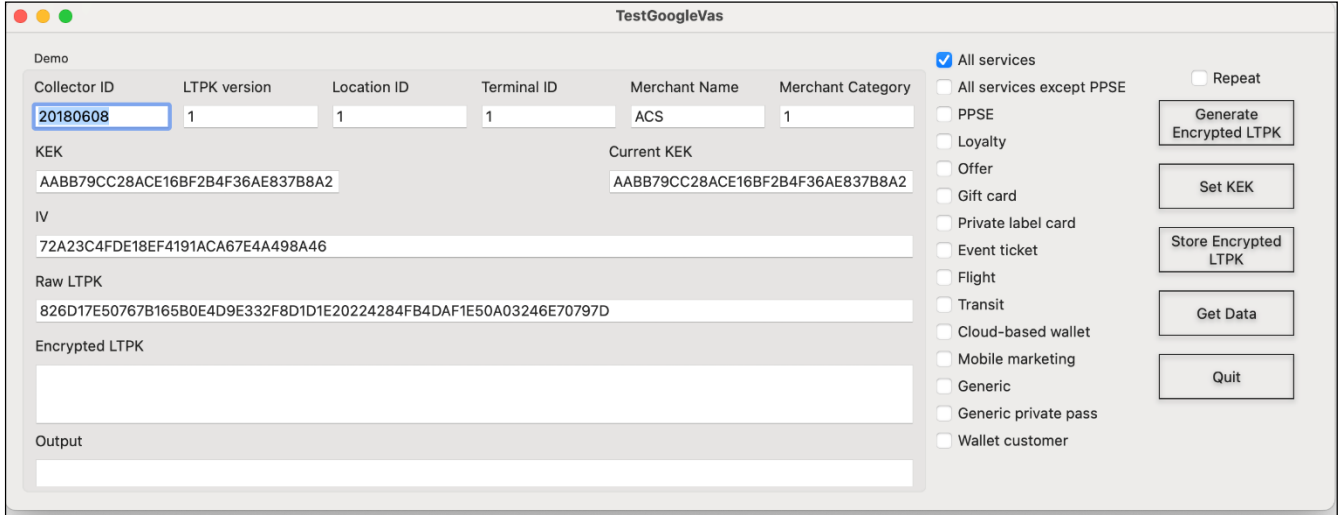 TestGoogleVas
Demo
Collector ID LTPK version Location ID Terminal ID Merchant Name Merchant Category
20180608 1 1 1 ACS 1
KEK Current KEK
AABB79CC28ACE16BF2B4F36AE837B8A2 AABB79CC28ACE16BF2B4F36AE837B8A2
IV
72A23C4FDE18EF4191ACA67E4A498A46
Raw LTPK
826D17E50767B165B0E4D9E332F8D1D1E20224284FB4DAF1E50A03246E70797D
Encrypted LTPK
Output
All services
All services except PPSE
PPSE
Loyalty
Offer
Gift card
Private label card
Event ticket
Flight
Transit
Cloud-based wallet
Mobile marketing
Generic
Generic private pass
Wallet customer
Repeat
Generate
Encrypted LTPK
Set KEK
Store Encrypted
LTPK
Get Data
Quit